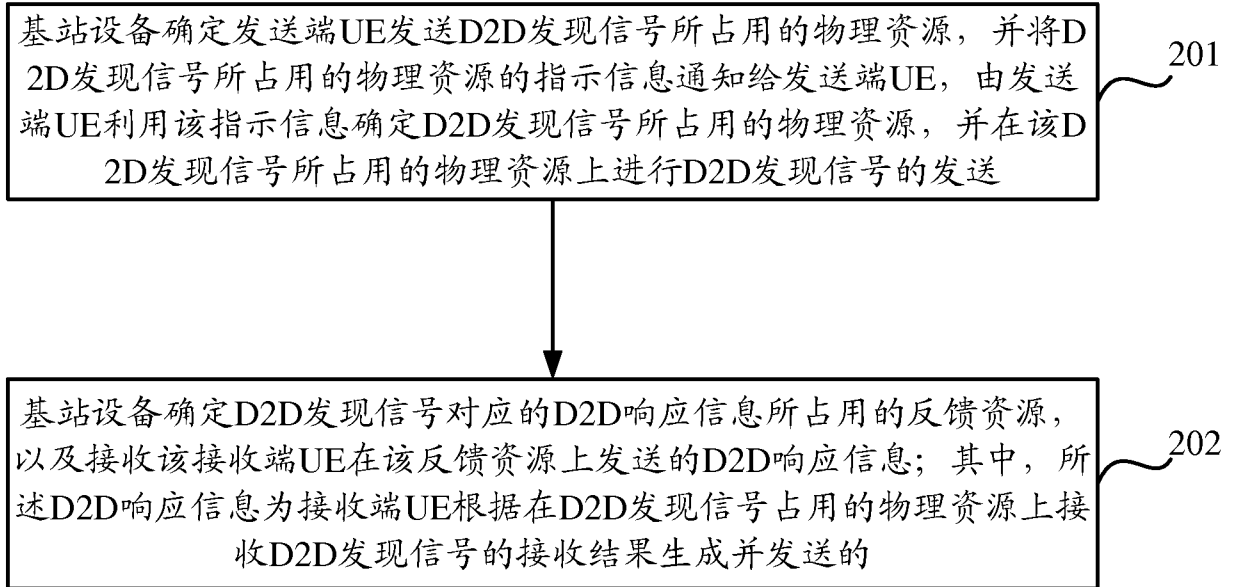 基站设备确定发送端UE发送D2D发现信号所占用的物理资源，并将D
2D发现信号所占用的物理资源的指示信息通知给发送端UE，由发送
端UE利用该指示信息确定D2D发现信号所占用的物理资源，并在该D
2D发现信号所占用的物理资源上进行D2D发现信号的发送
201
基站设备确定D2D发现信号对应的D2D响应信息所占用的反馈资源，
以及接收该接收端UE在该反馈资源上发送的D2D响应信息；其中，所
述D2D响应信息为接收端UE根据在D2D发现信号占用的物理资源上接
收D2D发现信号的接收结果生成并发送的
202